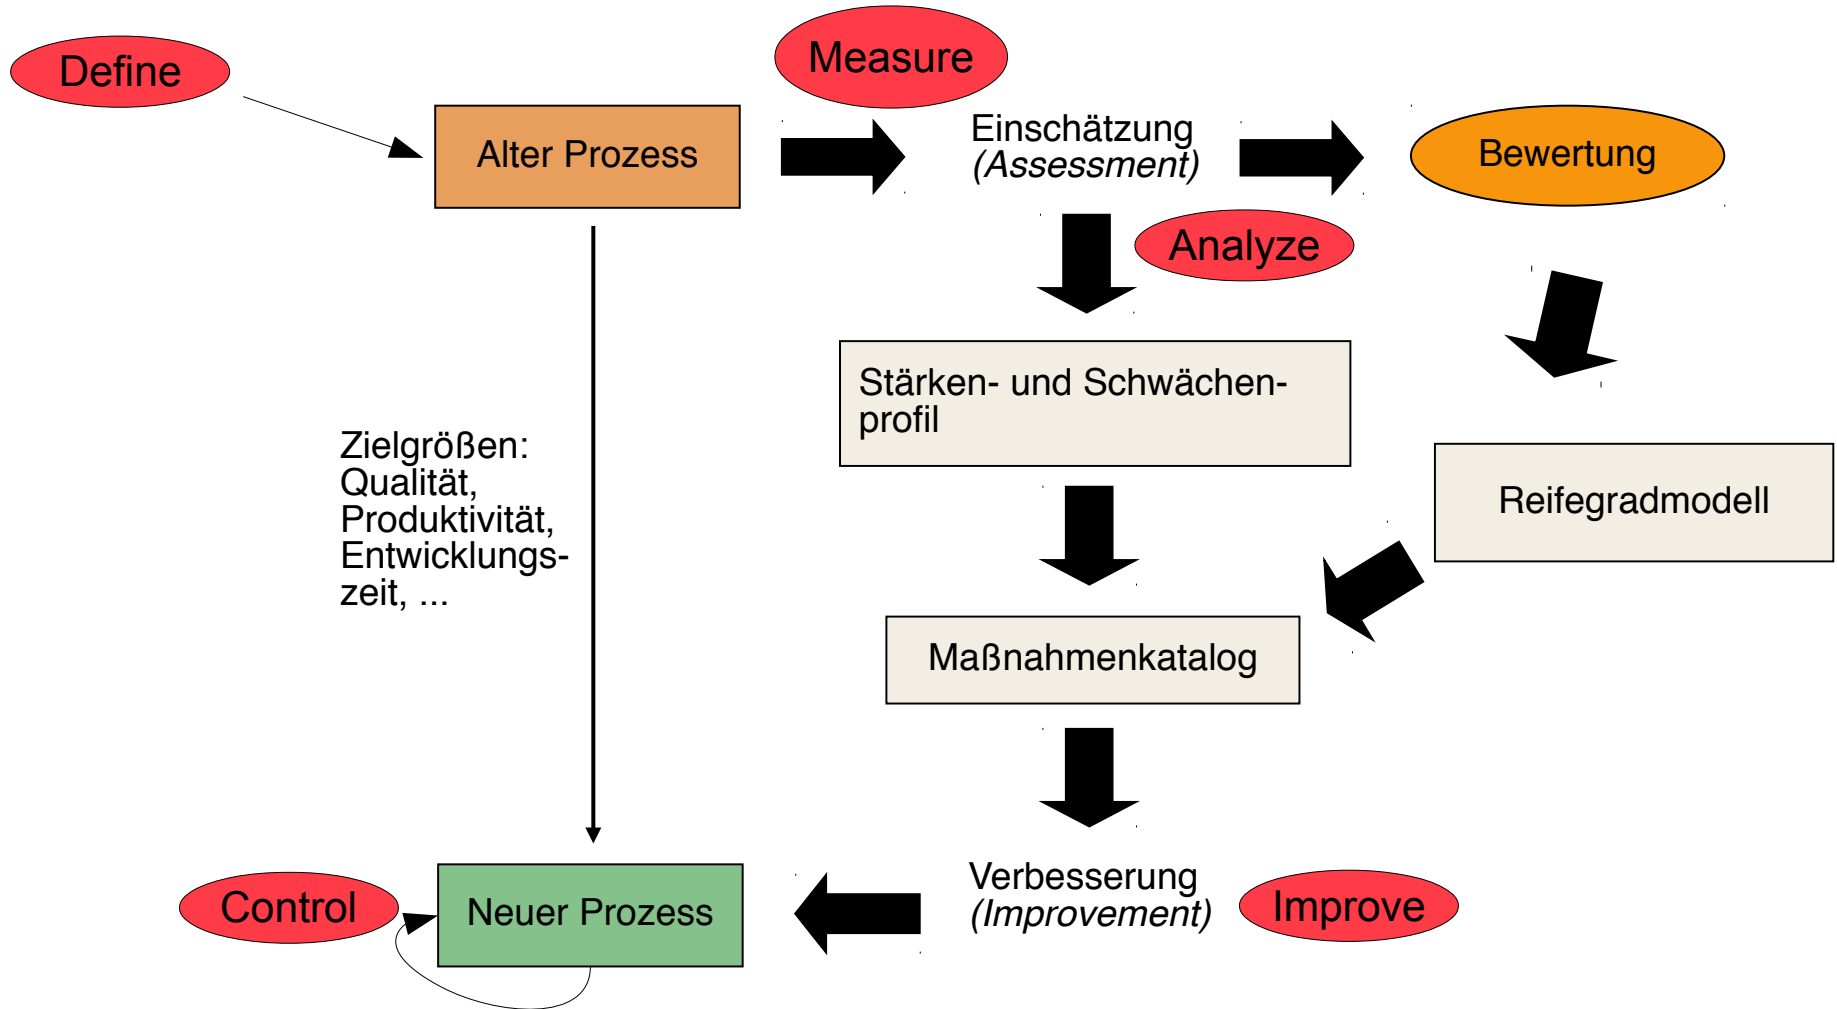 Define
Measure
Alter Prozess
Einschätzung
(Assessment)
Bewertung
Analyze
Stärken- und Schwächen-
profil
Zielgrößen:
Qualität,
Produktivität,
Entwicklungs-
zeit, ...
Reifegradmodell
Maßnahmenkatalog
Control
Neuer Prozess
Verbesserung
(Improvement)
Improve